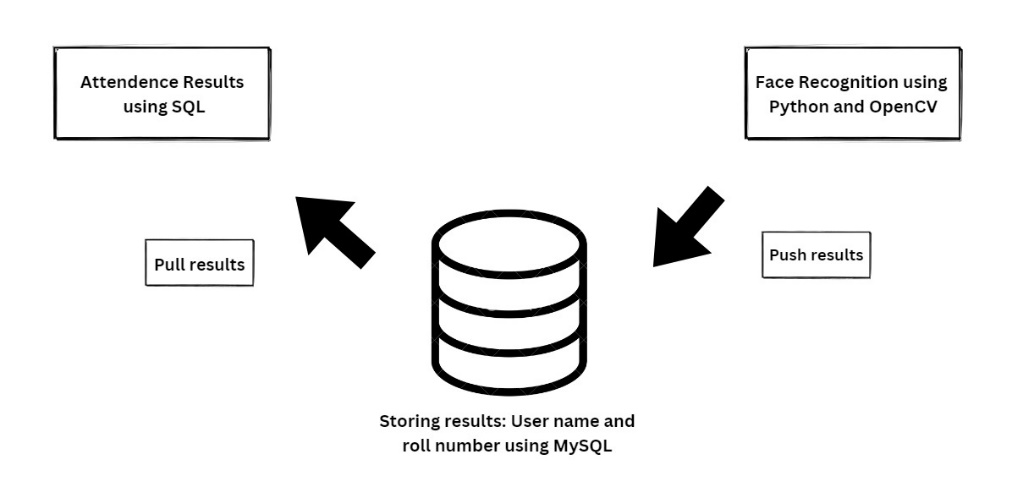 Attendence Results
using SQL
Face Recognition using
Python and OpenCV
Pull results
Push results
Storing results: User name and
roll number using MySQL